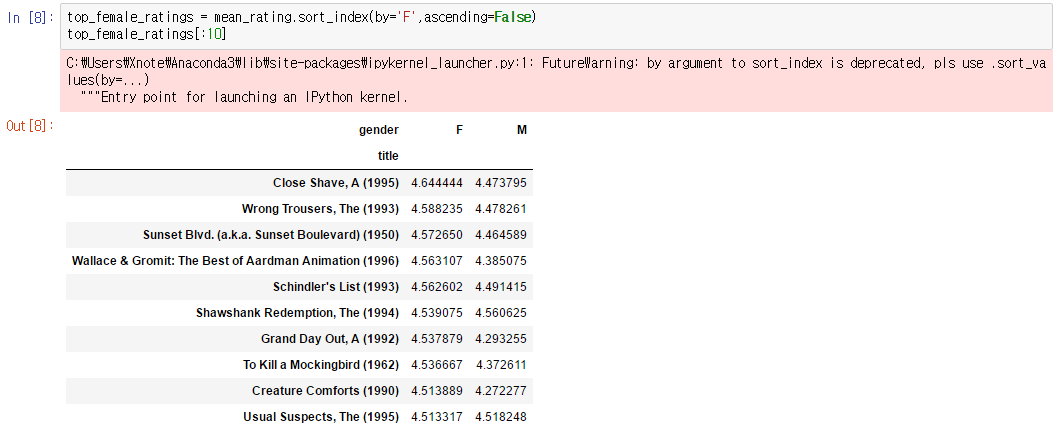 In [8]: top_female_ratings = mean_rating.sort_index(by='F',ascending=False)
top_female_ratings[:10]
C:₩Users₩Xnote₩Anaconda3₩lib₩site-packages₩ipykernel_launcher.py:1: FutureWarning: by argument to sort_index is deprecated, pls use .sort_va
lues(by=...)
"""Entry point for launching an IPython kernel.
Out[8]:
gender F M
title
Close Shave, A (1995) 4.644444 4.473795
Wrong Trousers, The (1993) 4.588235 4.478261
Sunset Blvd. (a.k.a. Sunset Boulevard) (1950) 4.572650 4.464589
Wallace & Gromit: The Best of Aardman Animation (1996) 4.563107 4.385075
Schindler's List (1993) 4.562602 4.491415
Shawshank Redemption, The (1994) 4.539075 4.560625
Grand Day Out, A (1992) 4.537879 4.293255
To Kill a Mockingbird (1962) 4.536667 4.372611
Creature Comforts (1990) 4.513889 4.272277
Usual Suspects, The (1995) 4.513317 4.518248